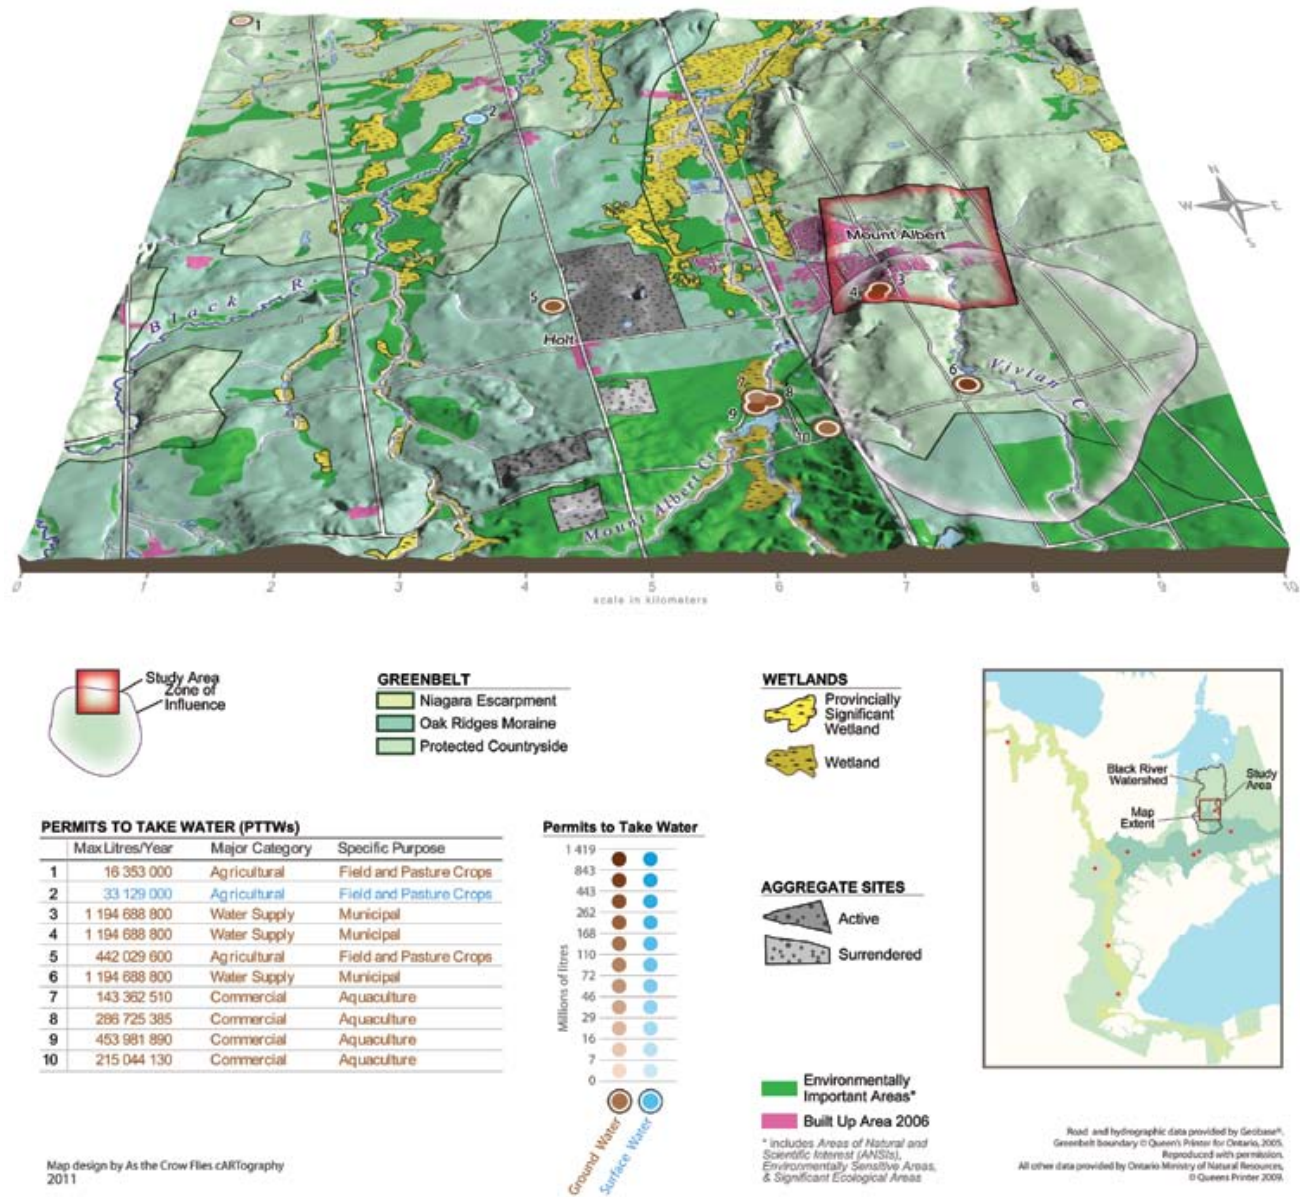 1
2
N
W
E
S
Mount Albert
3
4
5
Black R.
Holt
6
Vivian C.
7
8
9
10
Mount Albert Cr.
0 1 2 3 4 5 6 7 8 9 10
scale in kilometers
Study Area
Zone of
Influence
GREENBELT
Niagara Escarpment
Oak Ridges Moraine
Protected Countryside
WETLANDS
Provincially
Significant
Wetland
Wetland
Black River
Watershed
Study
Area
Map
Extent
PERMITS TO TAKE WATER (PTTWs)
Max Litres/Year Major Category Specific Purpose
1 16 353 000 Agricultural Field and Pasture Crops
2 33 129 000 Agricultural Field and Pasture Crops
3 1 194 688 800 Water Supply Municipal
4 1 194 688 800 Water Supply Municipal
5 442 029 600 Agricultural Field and Pasture Crops
6 1 194 688 800 Water Supply Municipal
7 143 362 510 Commercial Aquaculture
8 286 725 385 Commercial Aquaculture
9 453 981 890 Commercial Aquaculture
10 215 044 130 Commercial Aquaculture
Permits to Take Water
1 419
843
443
262
168
110
72
46
29
16
7
0
Millions of litres
Ground Water
Surface Water
AGGREGATE SITES
Active
Surrendered
Environmentally
Important Areas*
Built Up Area 2006
* includes Areas of Natural and
Scientific Interest (ANSIs),
Environmentally Sensitive Areas,
& Significant Ecological Areas
Map design by As the Crow Flies cARTography
2011
Road and hydrographic data provided by Geobase®.
Greenbelt boundary © Queen's Printer for Ontario, 2005.
Reproduced with permission.
All other data provided by Ontario Ministry of Natural Resources,
© Queens Printer 2009.